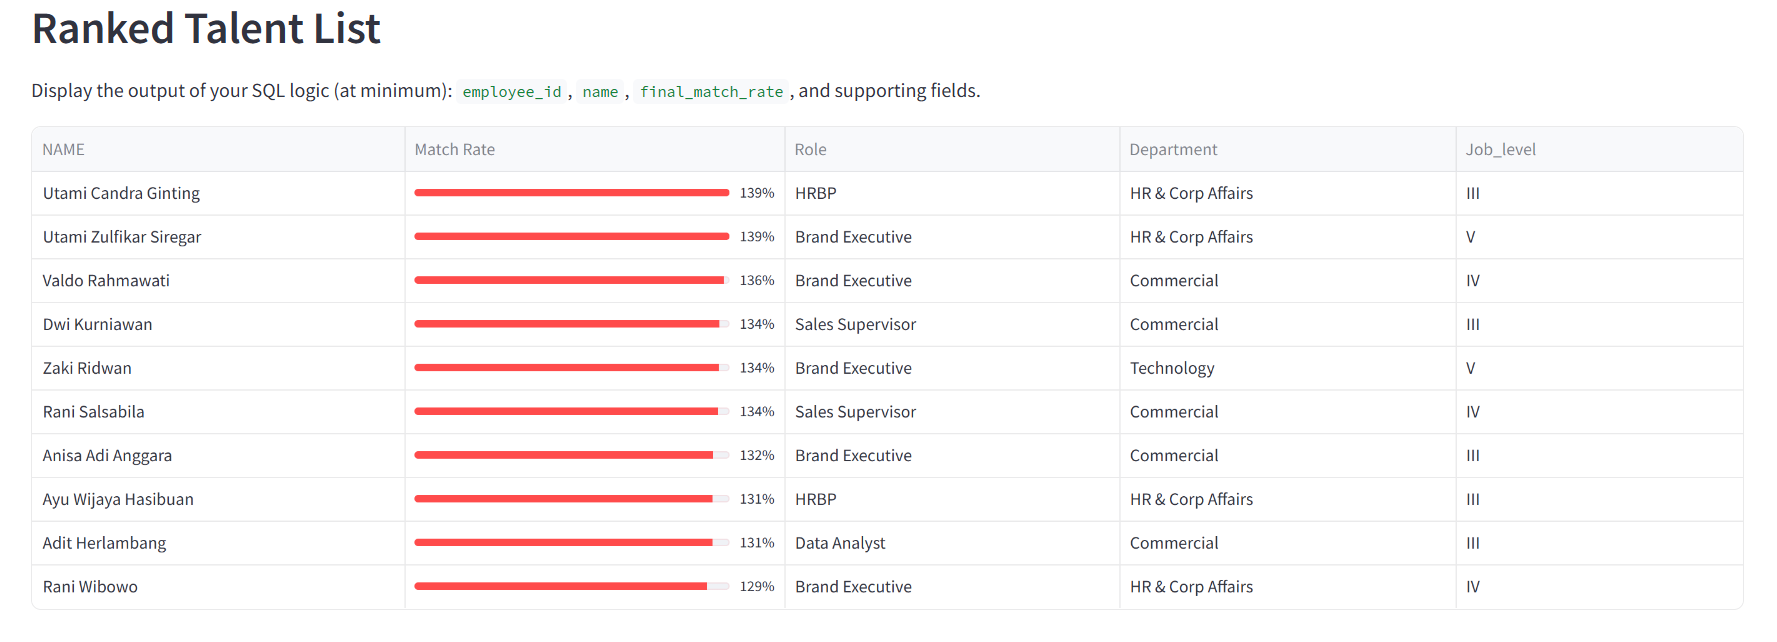 Ranked Talent List
Display the output of your SQL logic (at minimum): employee_id , name , final_match_rate , and supporting fields.
NAME Match Rate Role Department Job_level
Utami Candra Ginting 139% HRBP HR & Corp Affairs III
Utami Zulfikar Siregar 139% Brand Executive HR & Corp Affairs V
Valdo Rahmawati 136% Brand Executive Commercial IV
Dwi Kurniawan 134% Sales Supervisor Commercial III
Zaki Ridwan 134% Brand Executive Technology V
Rani Salsabila 134% Sales Supervisor Commercial IV
Anisa Adi Anggara 132% Brand Executive Commercial III
Ayu Wijaya Hasibuan 131% HRBP HR & Corp Affairs III
Adit Herlambang 131% Data Analyst Commercial III
Rani Wibowo 129% Brand Executive HR & Corp Affairs IV